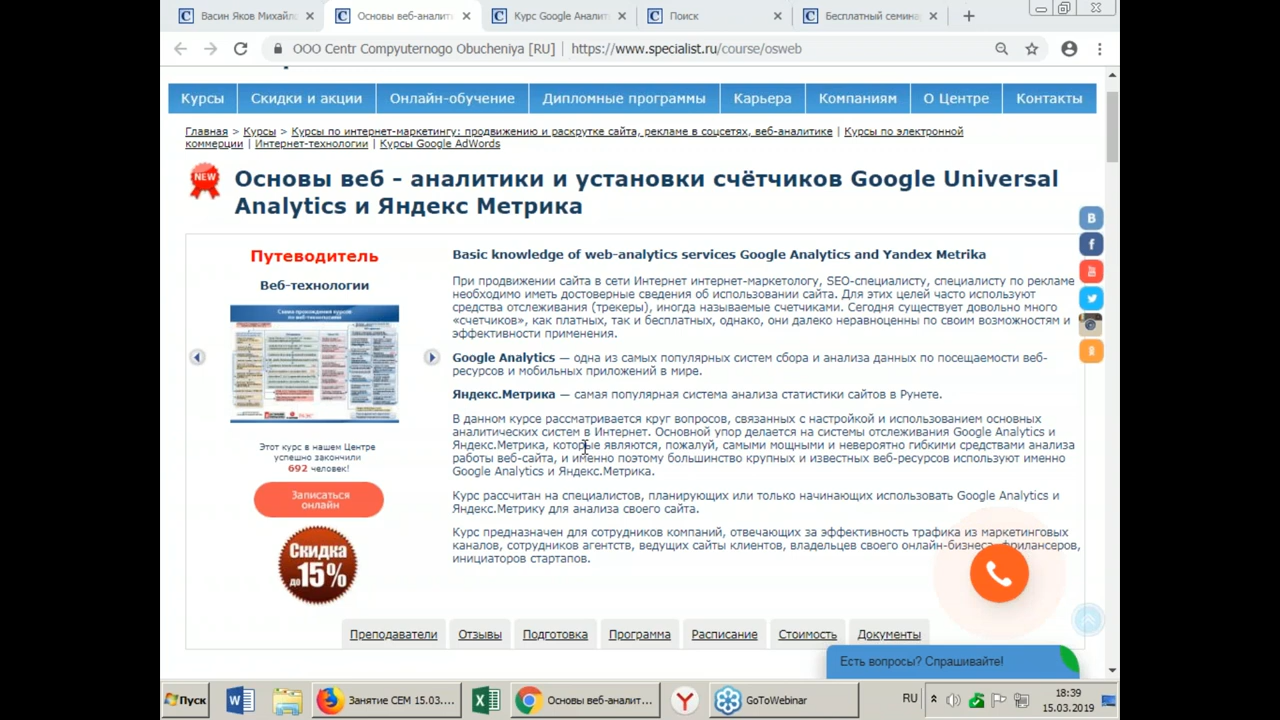 Васин Яков Михайло
Основы веб-аналит
Курс Google Аналит
Поиск
Бесплатный семина
ООО Centr Compyuternogo Obucheniya [RU]
https://www.specialist.ru/course/osweb
Курсы
Скидки и акции
Онлайн-обучение
Дипломные программы
Карьера
Компаниям
О Центре
Контакты
Главная > Курсы > Курсы по интернет-маркетингу: продвижению и раскрутке сайта, рекламе в соцсетях, веб-аналитике | Курсы по электронной
коммерции | Интернет-технологии | Курсы Google AdWords
NEW
Основы веб - аналитики и установки счётчиков Google Universal
Analytics и Яндекс Метрика
Путеводитель
Веб-технологии
Схема прохождения курсов
по веб-технологиям
Этот курс в нашем Центре
успешно закончили
692 человек!
Записаться
онлайн
Скидка
до 15%
Basic knowledge of web-analytics services Google Analytics and Yandex Metrika
При продвижении сайта в сети Интернет интернет-маркетологу, SEO-специалисту, специалисту по рекламе
необходимо иметь достоверные сведения об использовании сайта. Для этих целей часто используют
средства отслеживания (трекеры), иногда называемые счетчиками. Сегодня существует довольно много
«счетчиков», как платных, так и бесплатных, однако, они далеко неравноценны по своим возможностям и
эффективности применения.
Google Analytics — одна из самых популярных систем сбора и анализа данных по посещаемости веб-
ресурсов и мобильных приложений в мире.
Яндекс.Метрика — самая популярная система анализа статистики сайтов в Рунете.
В данном курсе рассматривается круг вопросов, связанных с настройкой и использованием основных
аналитических систем в Интернет. Основной упор делается на системы отслеживания Google Analytics и
Яндекс.Метрика, которые являются, пожалуй, самыми мощными и невероятно гибкими средствами анализа
работы веб-сайта, и именно поэтому большинство крупных и известных веб-ресурсов используют именно
Google Analytics и Яндекс.Метрика.
Курс рассчитан на специалистов, планирующих или только начинающих использовать Google Analytics и
Яндекс.Метрику для анализа своего сайта.
Курс предназначен для сотрудников компаний, отвечающих за эффективность трафика из маркетинговых
каналов, сотрудников агентств, ведущих сайты клиентов, владельцев своего онлайн-бизнеса, фрилансеров,
инициаторов стартапов.
Преподаватели
Отзывы
Подготовка
Программа
Расписание
Стоимость
Документы
Есть вопросы? Спрашивайте!
Пуск
Занятие СЕМ 15.03....
Основы веб-аналит...
GoToWebinar
RU
18:39
15.03.2019